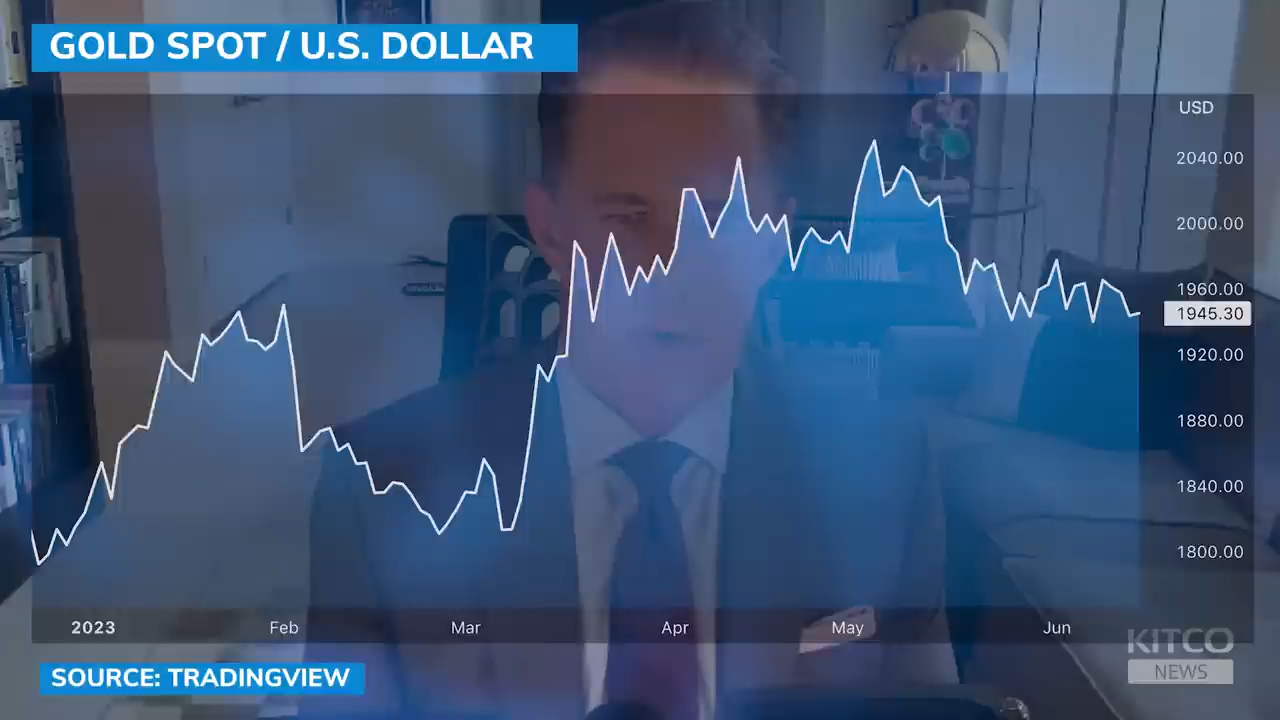 GOLD SPOT / U.S. DOLLAR
USD
2040.00
2000.00
1960.00
1945.30
1920.00
1880.00
1840.00
1800.00
2023 Feb Mar Apr May Jun
KITCO
NEWS
SOURCE: TRADINGVIEW